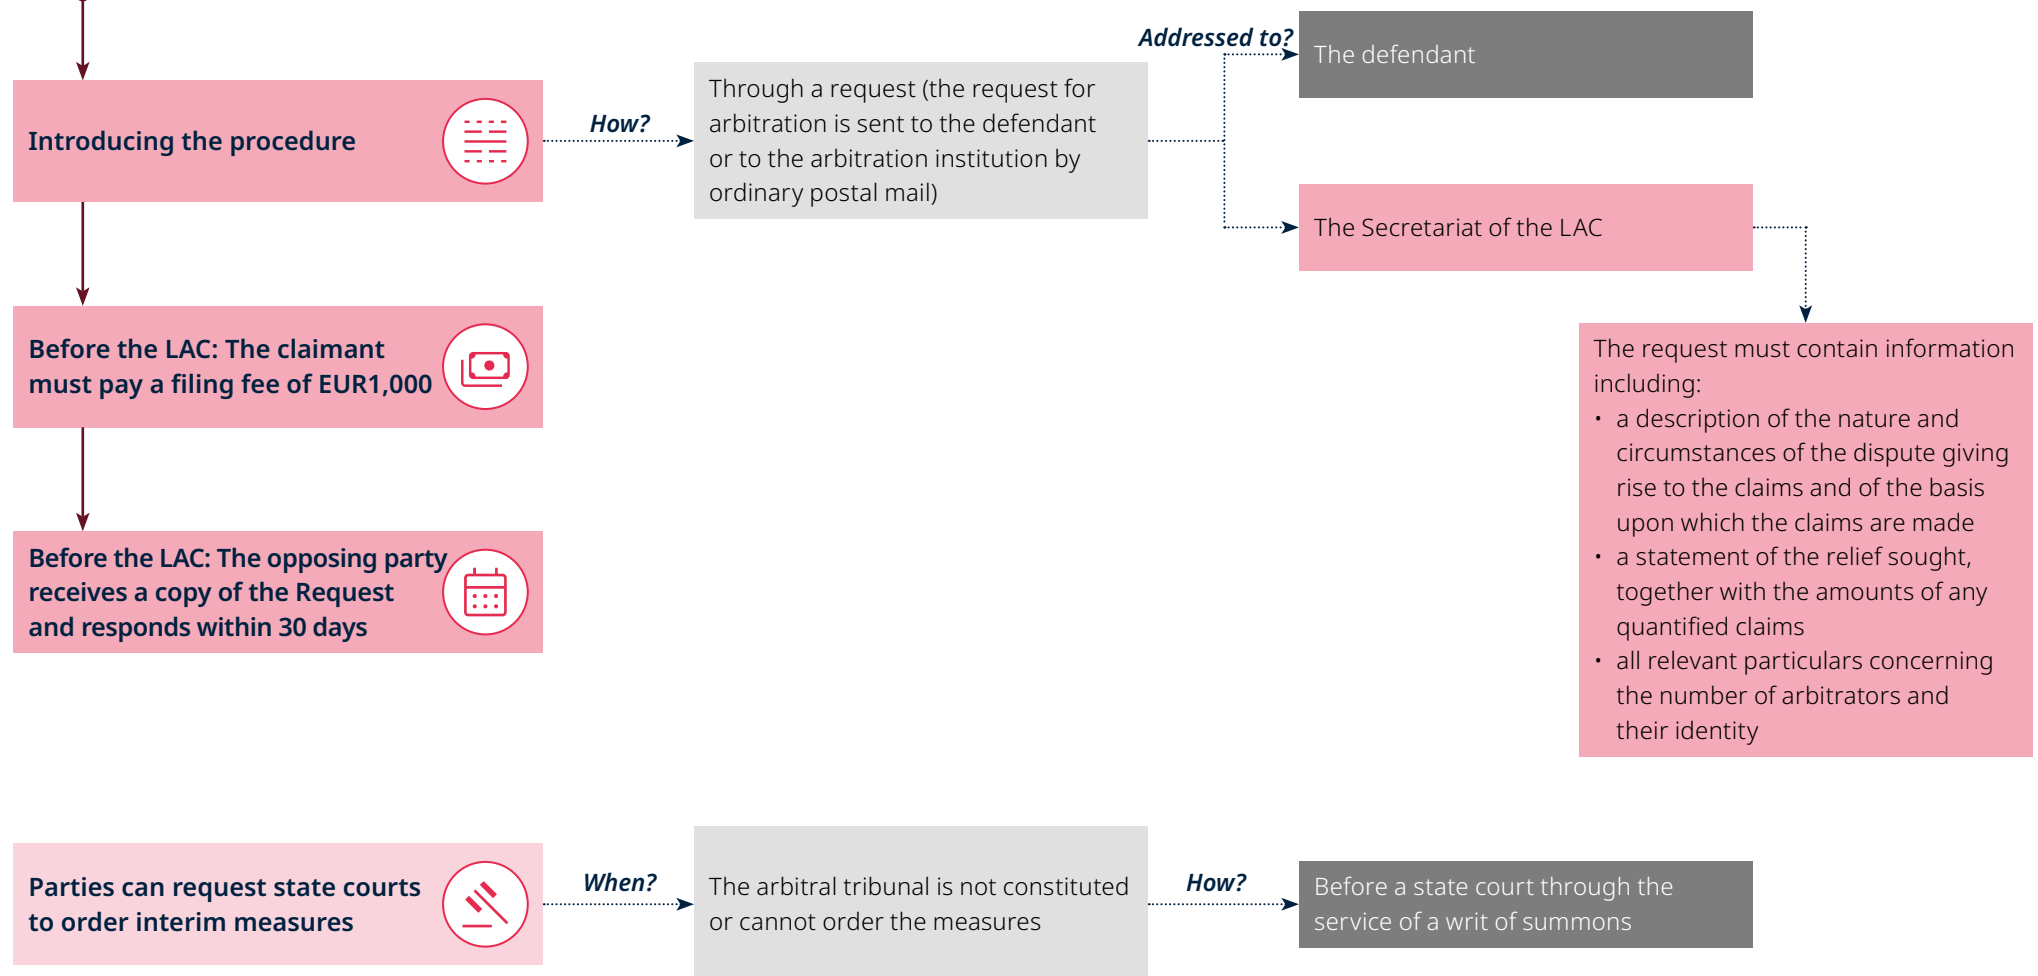 Addressed to?
The defendant
Introducing the procedure
How?
Through a request (the request for
arbitration is sent to the defendant
or to the arbitration institution by
ordinary postal mail)
The Secretariat of the LAC
Before the LAC: The claimant
must pay a filing fee of EUR1,000
The request must contain information
including:
• a description of the nature and
circumstances of the dispute giving
rise to the claims and of the basis
upon which the claims are made
• a statement of the relief sought,
together with the amounts of any
quantified claims
• all relevant particulars concerning
the number of arbitrators and
their identity
Before the LAC: The opposing party
receives a copy of the Request
and responds within 30 days
Parties can request state courts
to order interim measures
When?
The arbitral tribunal is not constituted
or cannot order the measures
How?
Before a state court through the
service of a writ of summons